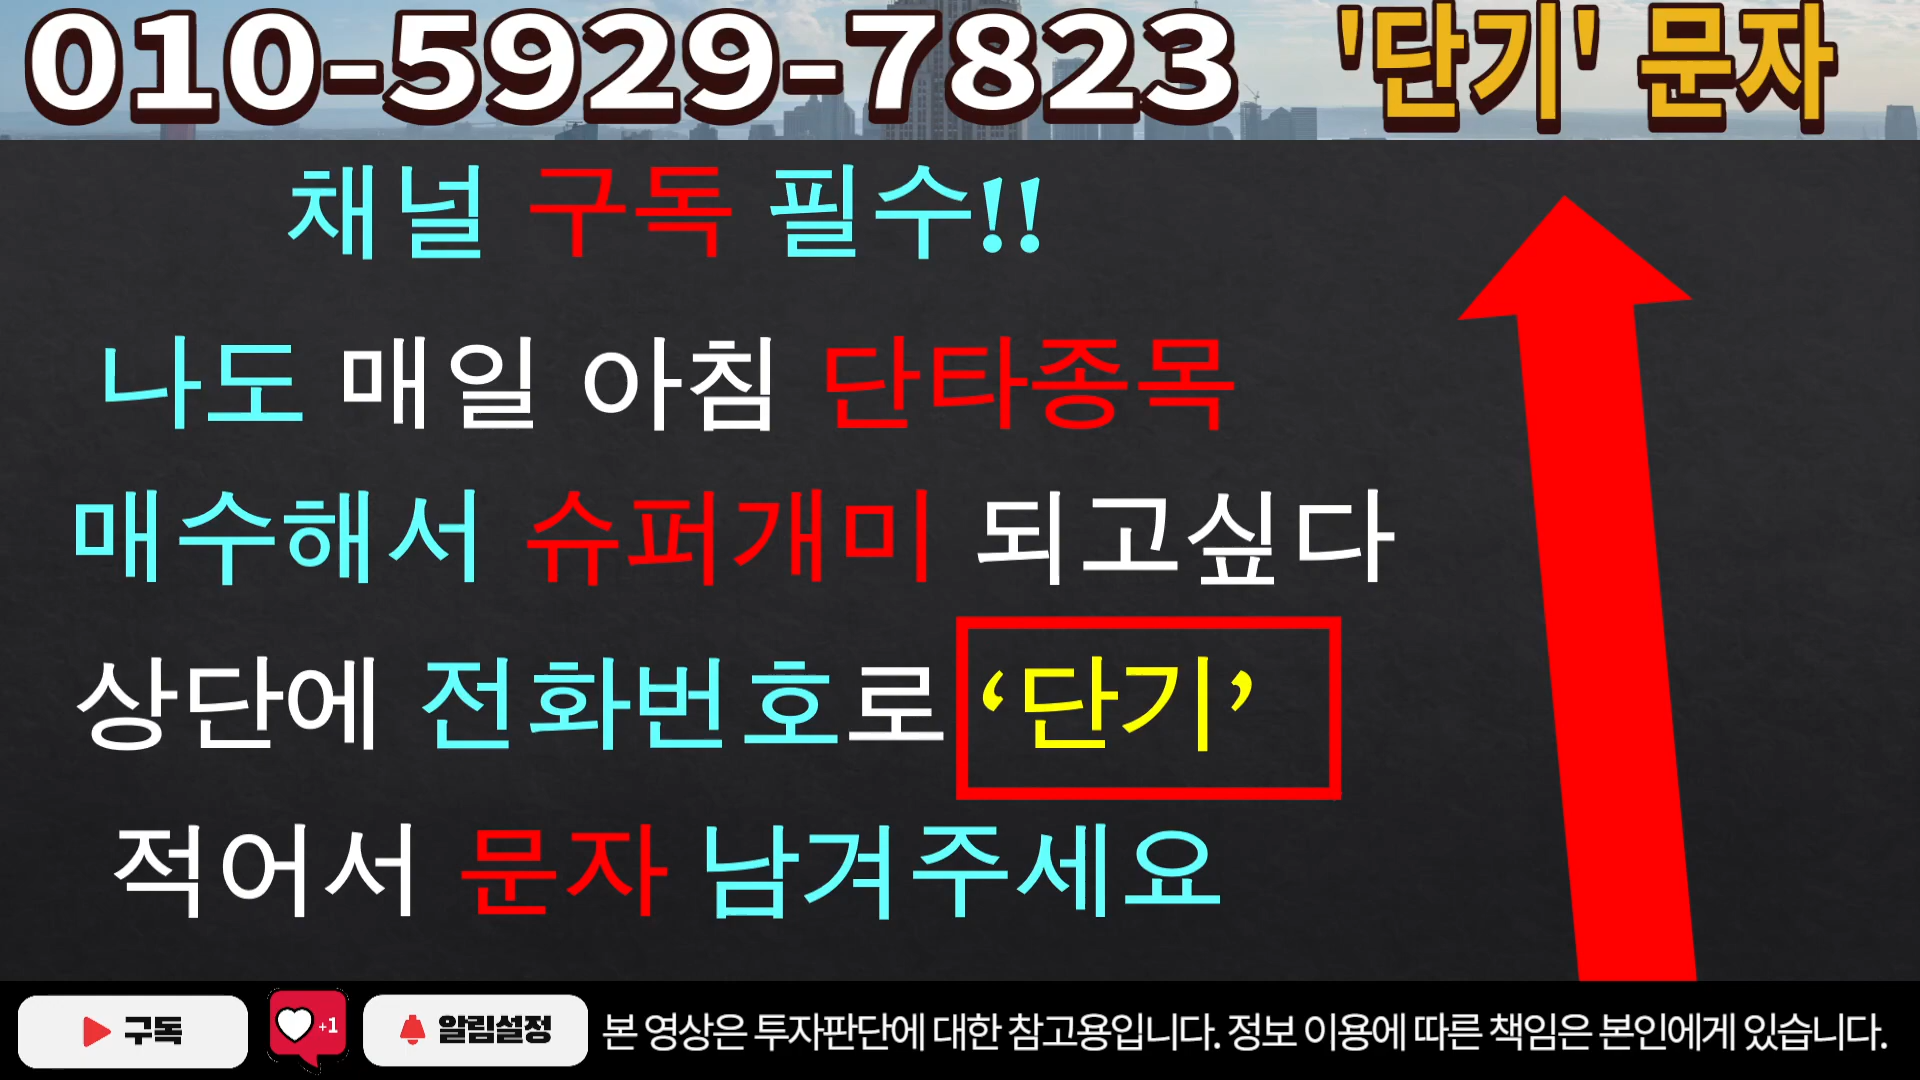 010-5929-7823 '단기' 문자
채널 구독 필수!!
나도 매일 아침 단타종목
매수해서 슈퍼개미 되고싶다
상단에 전화번호로 ‘단기’
적어서 문자 남겨주세요
구독 +1 알림설정 본 영상은 투자판단에 대한 참고용입니다. 정보 이용에 따른 책임은 본인에게 있습니다.